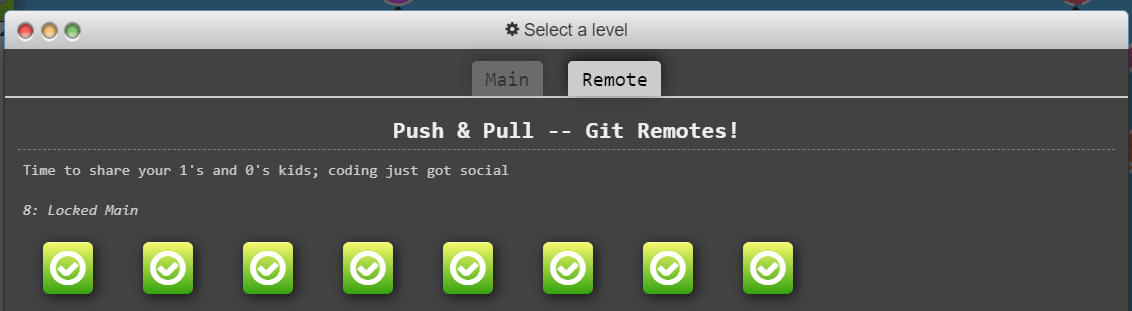 Select a level
Main
Remote
Push & Pull -- Git Remotes!
Time to share your 1's and 0's kids; coding just got social
8: Locked Main